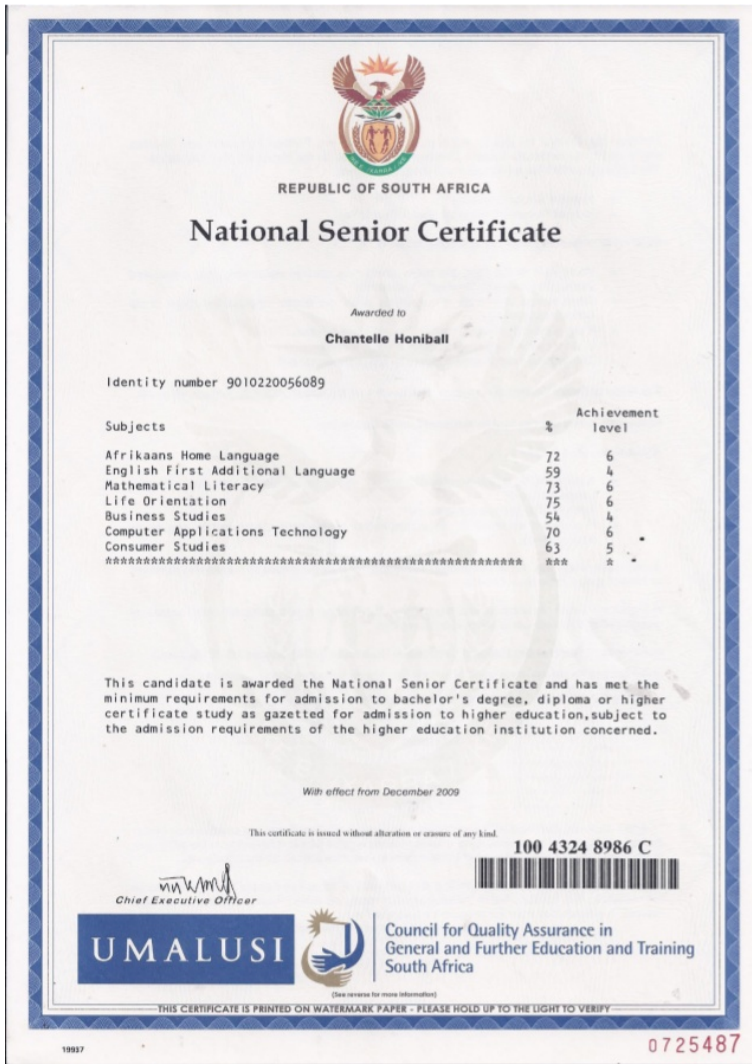 REPUBLIC OF SOUTH AFRICA
National Senior Certificate
Awarded to
Chantelle Honiball
Identity number 9010220056089
Subjects % Achievement level
Afrikaans Home Language 72 6
English First Additional Language 59 4
Mathematical Literacy 73 6
Life Orientation 75 6
Business Studies 54 4
Computer Applications Technology 70 6
Consumer Studies 63 5
******************************************************* *** *
This candidate is awarded the National Senior Certificate and has met the
minimum requirements for admission to bachelor's degree, diploma or higher
certificate study as gazetted for admission to higher education,subject to
the admission requirements of the higher education institution concerned.
With effect from December 2009
This certificate is issued without alteration or erasure of any kind.
100 4324 8986 C
Chief Executive Officer
UMALUSI
Council for Quality Assurance in
General and Further Education and Training
South Africa
(See reverse for more information)
THIS CERTIFICATE IS PRINTED ON WATERMARK PAPER - PLEASE HOLD UP TO THE LIGHT TO VERIFY
19937
0725487